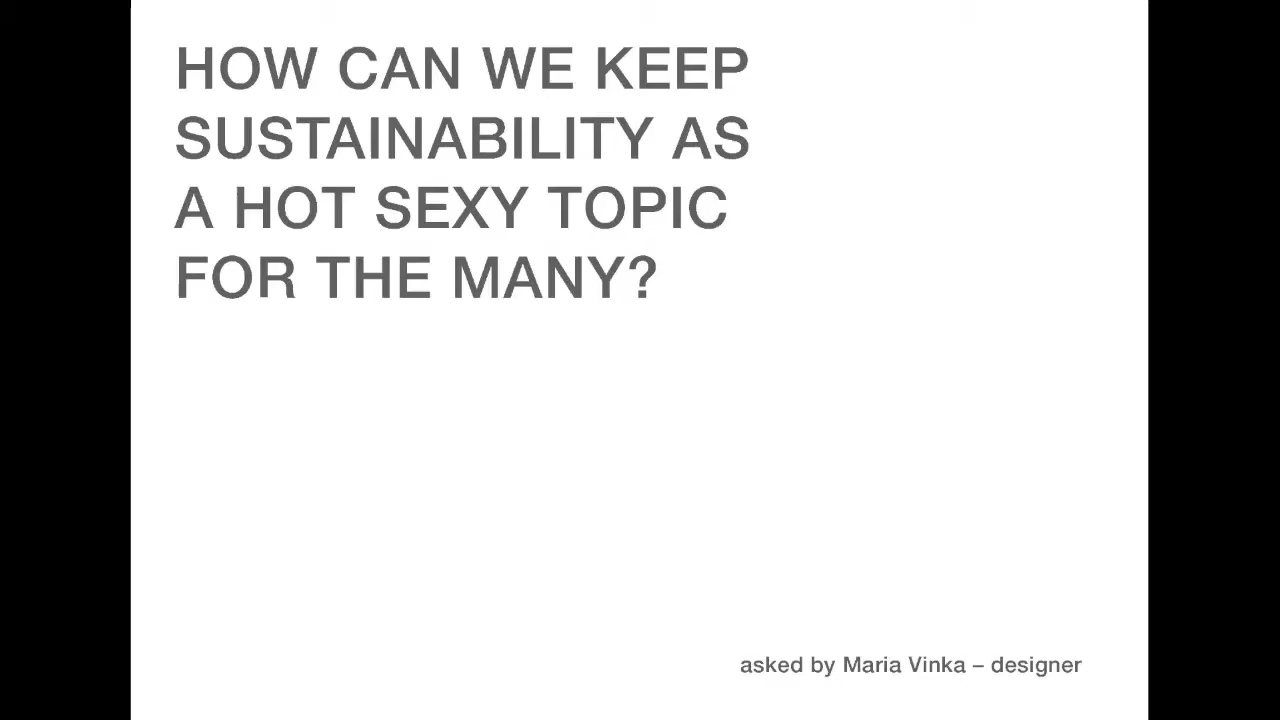 HOW CAN WE KEEP
SUSTAINABILITY AS
A HOT SEXY TOPIC
FOR THE MANY?
asked by Maria Vinka – designer